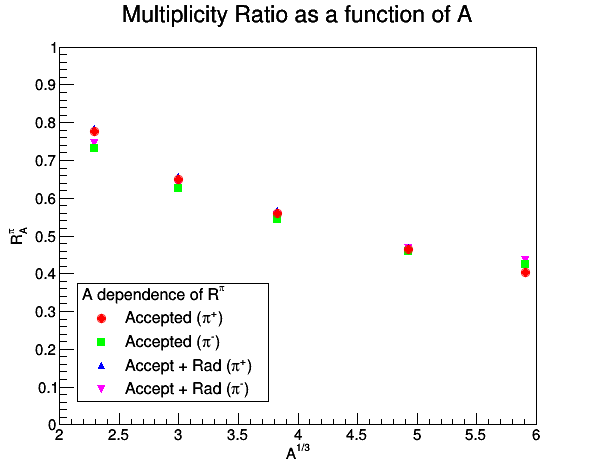 Multiplicity Ratio as a function of A
1
0.9
0.8
0.7
0.6
0.5
0.4
0.3
0.2
0.1
0
R_A^π
A dependence of R^π
Accepted (π⁺)
Accepted (π⁻)
Accept + Rad (π⁺)
Accept + Rad (π⁻)
2 2.5 3 3.5 4 4.5 5 5.5 6
A^1/3